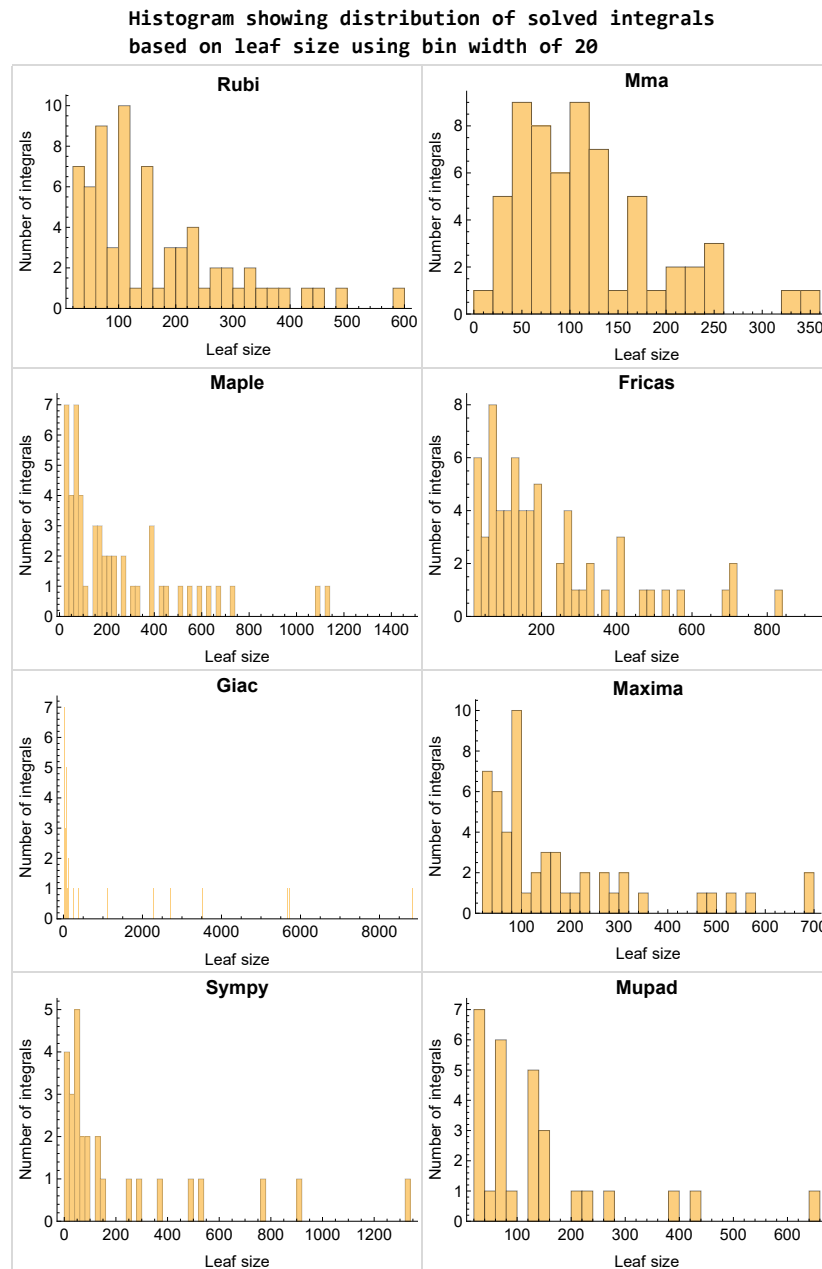 Histogram showing distribution of solved integrals
based on leaf size using bin width of 20
Rubi
Number of integrals
0 2 4 6 8 10
100 200 300 400 500 600
Leaf size
Mma
Number of integrals
0 2 4 6 8
0 50 100 150 200 250 300 350
Leaf size
Maple
Number of integrals
0 1 2 3 4 5 6 7
0 200 400 600 800 1000 1200 1400
Leaf size
Fricas
Number of integrals
0 2 4 6 8
200 400 600 800
Leaf size
Giac
Number of integrals
0 1 2 3 4 5 6 7
0 2000 4000 6000 8000
Leaf size
Maxima
Number of integrals
0 2 4 6 8 10
100 200 300 400 500 600 700
Leaf size
Sympy
Number of integrals
0 1 2 3 4 5
0 200 400 600 800 1000 1200
Leaf size
Mupad
Number of integrals
0 1 2 3 4 5 6 7
100 200 300 400 500 600
Leaf size